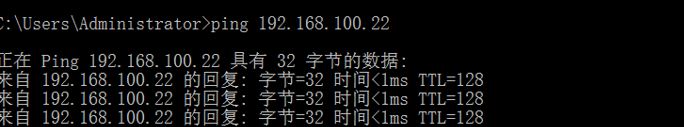 C:\Users\Administrator>ping 192.168.100.22
正在 Ping 192.168.100.22 具有 32 字节的数据:
来自 192.168.100.22 的回复: 字节=32 时间<1ms TTL=128
来自 192.168.100.22 的回复: 字节=32 时间<1ms TTL=128
来自 192.168.100.22 的回复: 字节=32 时间<1ms TTL=128